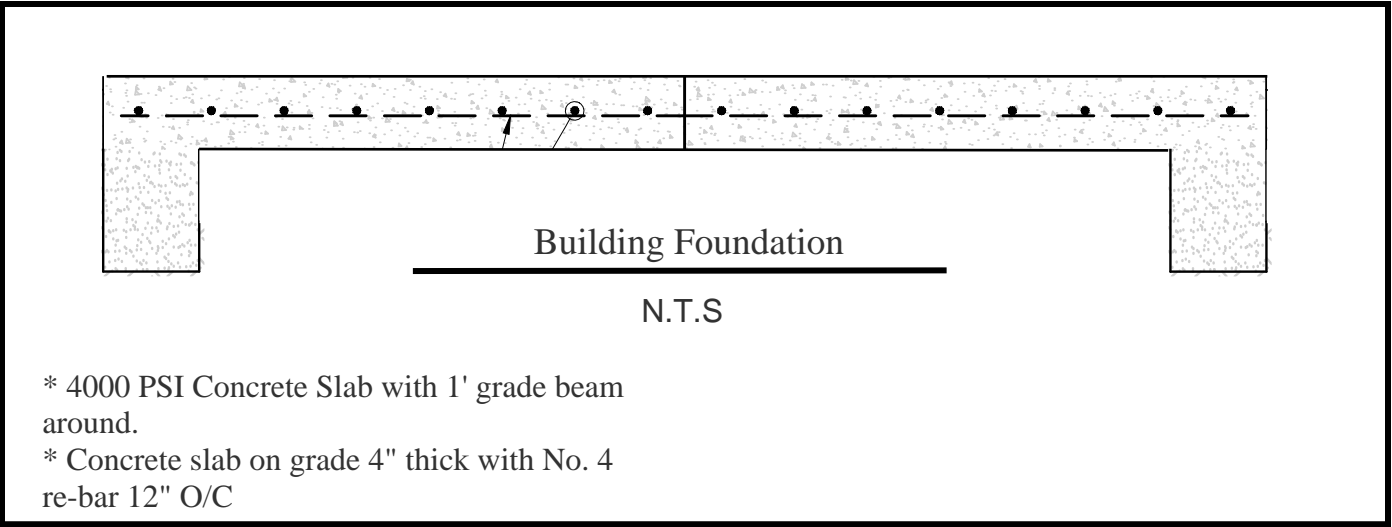 Building Foundation
N.T.S
* 4000 PSI Concrete Slab with 1' grade beam
around.
* Concrete slab on grade 4" thick with No. 4
re-bar 12" O/C